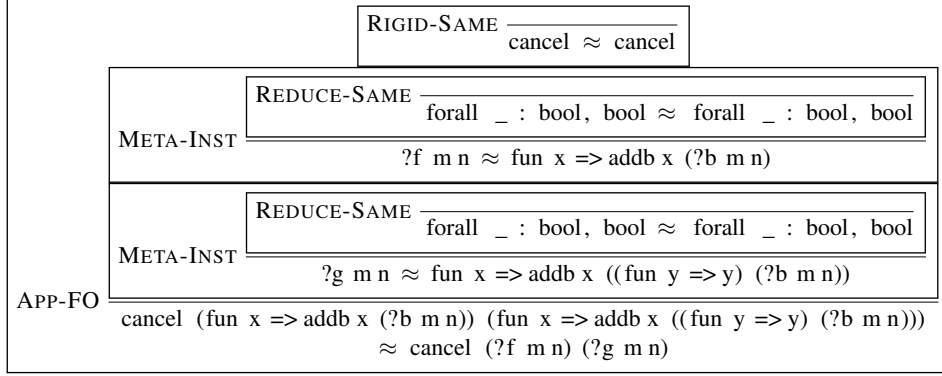 RIGID-SAME
cancel ≈ cancel
REDUCE-SAME
forall _ : bool, bool ≈ forall _ : bool, bool
META-INST
?f m n ≈ fun x => addb x (?b m n)
REDUCE-SAME
forall _ : bool, bool ≈ forall _ : bool, bool
META-INST
?g m n ≈ fun x => addb x ((fun y => y) (?b m n))
APP-FO
cancel (fun x => addb x (?b m n)) (fun x => addb x ((fun y => y) (?b m n)))
≈ cancel (?f m n) (?g m n)